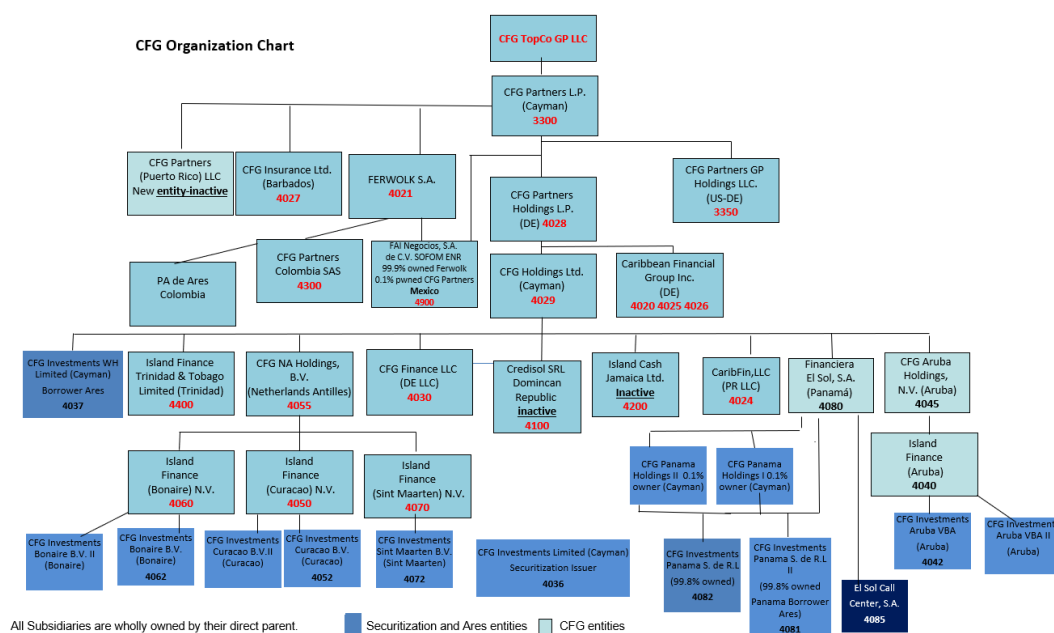 CFG Organization Chart
CFG TopCo GP LLC
CFG Partners L.P.
(Cayman)
3300
CFG Partners
(Puerto Rico) LLC
New entity-inactive
CFG Insurance Ltd.
(Barbados)
4027
FERWOLK S.A.
4021
CFG Partners
Holdings L.P.
(DE) 4028
CFG Partners GP
Holdings LLC.
(US-DE)
3350
PA de Ares
Colombia
CFG Partners
Colombia SAS
4300
FAI Negocios, S.A.
de C.V. SOFOM ENR
99.9% owned Ferwolk
0.1% pwned CFG Partners
Mexico
4900
CFG Holdings Ltd.
(Cayman)
4029
Caribbean Financial
Group Inc.
(DE)
4020 4025 4026
CFG Investments WH
Limited (Cayman)
Borrower Ares
4037
Island Finance
Trinidad & Tobago
Limited (Trinidad)
4400
CFG NA Holdings,
B.V.
(Netherlands Antilles)
4055
CFG Finance LLC
(DE LLC)
4030
Credisol SRL
Domincan
Republic
inactive
4100
Island Cash
Jamaica Ltd.
Inactive
4200
CaribFin,LLC
(PR LLC)
4024
Financiera
El Sol, S.A.
(Panamá)
4080
CFG Aruba
Holdings,
N.V. (Aruba)
4045
Island
Finance
(Bonaire) N.V.
4060
Island
Finance
(Curacao) N.V.
4050
Island
Finance
(Sint Maarten) N.V.
4070
CFG Panama
Holdings II 0.1%
owner (Cayman)
CFG Panama
Holdings I 0.1%
owner (Cayman)
Island
Finance
(Aruba)
4040
CFG Investments
Bonaire B.V. II
(Bonaire)
CFG Investments
Bonaire B.V.
(Bonaire)
4062
CFG Investments
Curacao B.V.II
(Curacao)
CFG Investments
Curacao B.V.
(Curacao)
4052
CFG Investments
Sint Maarten B.V.
(Sint Maarten)
4072
CFG Investments Limited (Cayman)
Securitization Issuer
4036
CFG Investments
Panama S. de R.L
(99.8% owned)
4082
CFG Investments
Panama S. de R.L
II
(99.8% owned
Panama Borrower
Ares)
4081
El Sol Call
Center, S.A.
4085
CFG Investments
Aruba VBA
(Aruba)
4042
CFG Investments
Aruba VBA II
(Aruba)
All Subsidiaries are wholly owned by their direct parent.
Securitization and Ares entities
CFG entities